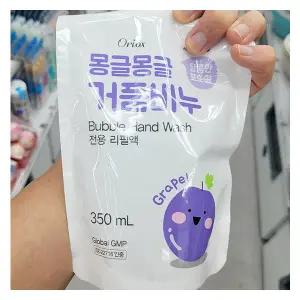 Oriox
몽글몽글
거품비누
Bubble Hand Wash
전용 리필액
Grape!
350 mL
Global GMP